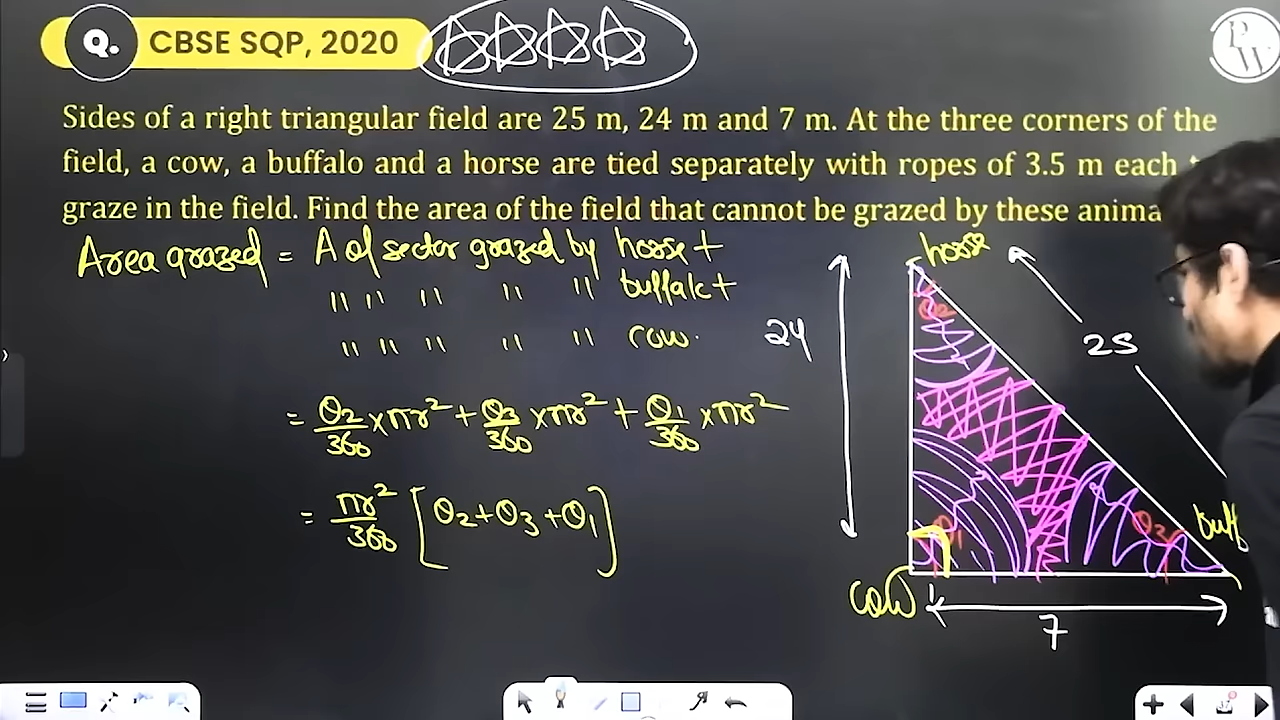 Q. CBSE SQP, 2020
PW
Sides of a right triangular field are 25 m, 24 m and 7 m. At the three corners of the
field, a cow, a buffalo and a horse are tied separately with ropes of 3.5 m each
graze in the field. Find the area of the field that cannot be grazed by these anima
Area grazed = A of sector grazed by horse +
" " " " " buffalo +
" " " " " cow.
= θ2/360 × πr² + θ3/360 × πr² + θ1/360 × πr²
= πr²/360 [θ2 + θ3 + θ1]
horse
θ2
24
25
θ1
θ3
buff
cow
7